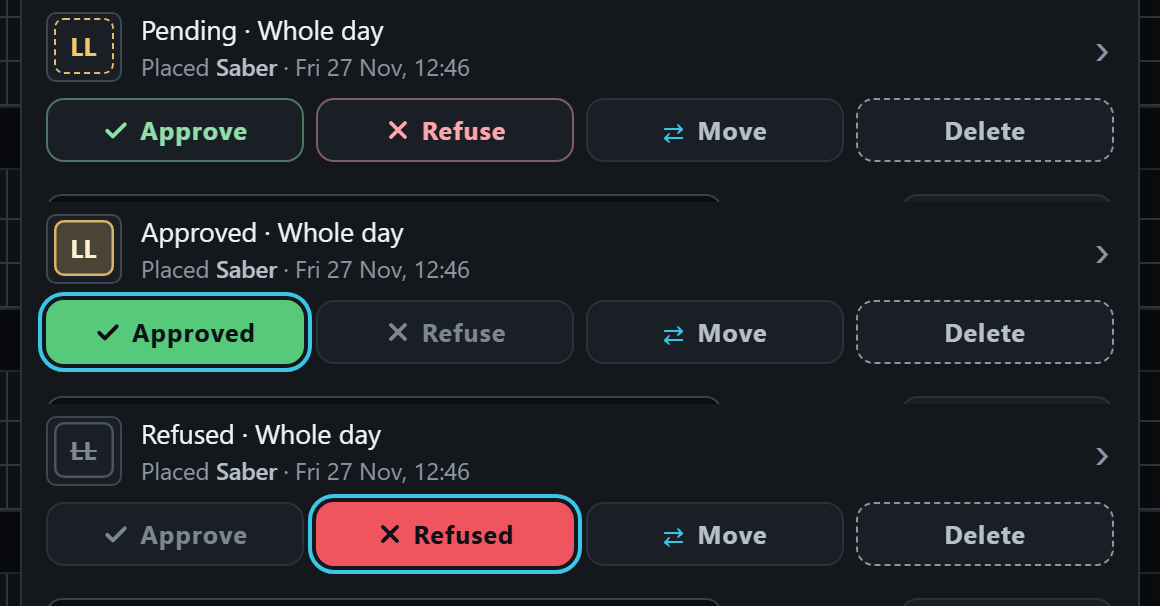 LL
Pending · Whole day
Placed Saber · Fri 27 Nov, 12:46
Approve
Refuse
Move
Delete
LL
Approved · Whole day
Placed Saber · Fri 27 Nov, 12:46
Approved
Refuse
Move
Delete
LL
Refused · Whole day
Placed Saber · Fri 27 Nov, 12:46
Approve
Refused
Move
Delete